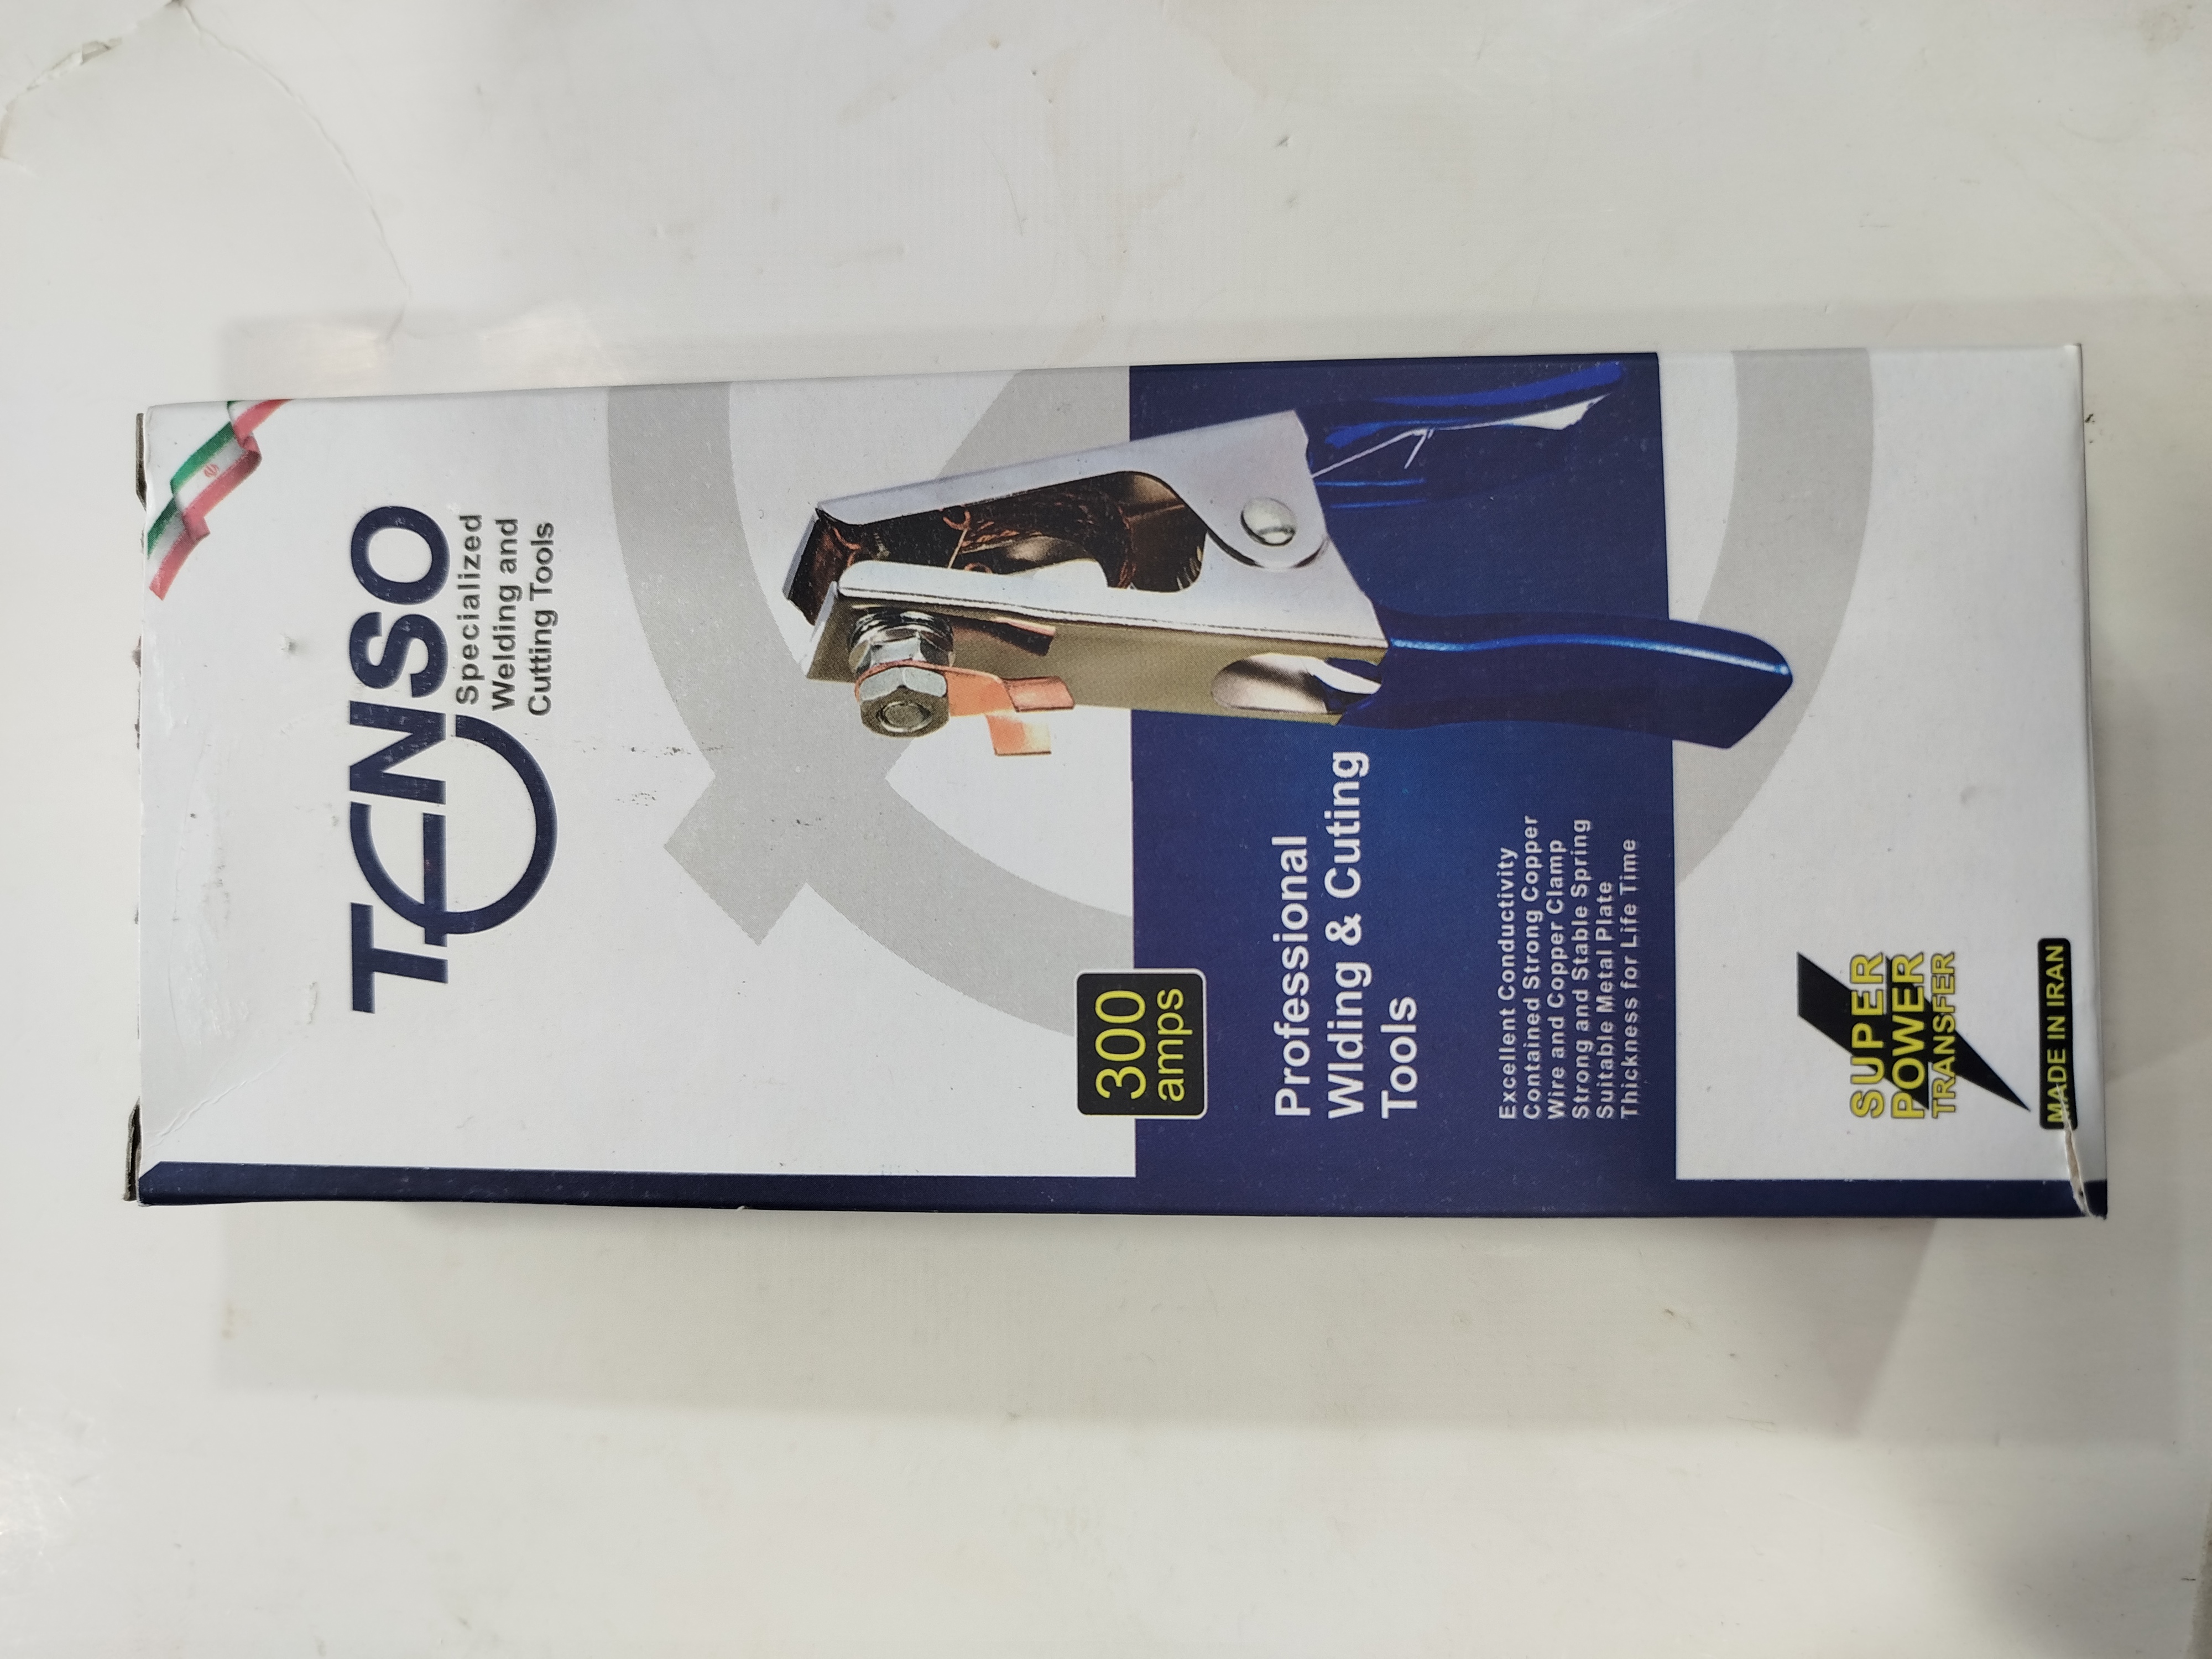 TENSO
Specialized
Welding and
Cutting Tools
300
amps
Professional
Wlding & Cuting
Tools
Excellent Conductivity
Contained Strong Copper
Wire and Copper Clamp
Strong and Stable Spring
Suitable Metal Plate
Thickness for Life Time
SUPER
POWER
TRANSFER
MADE IN IRAN